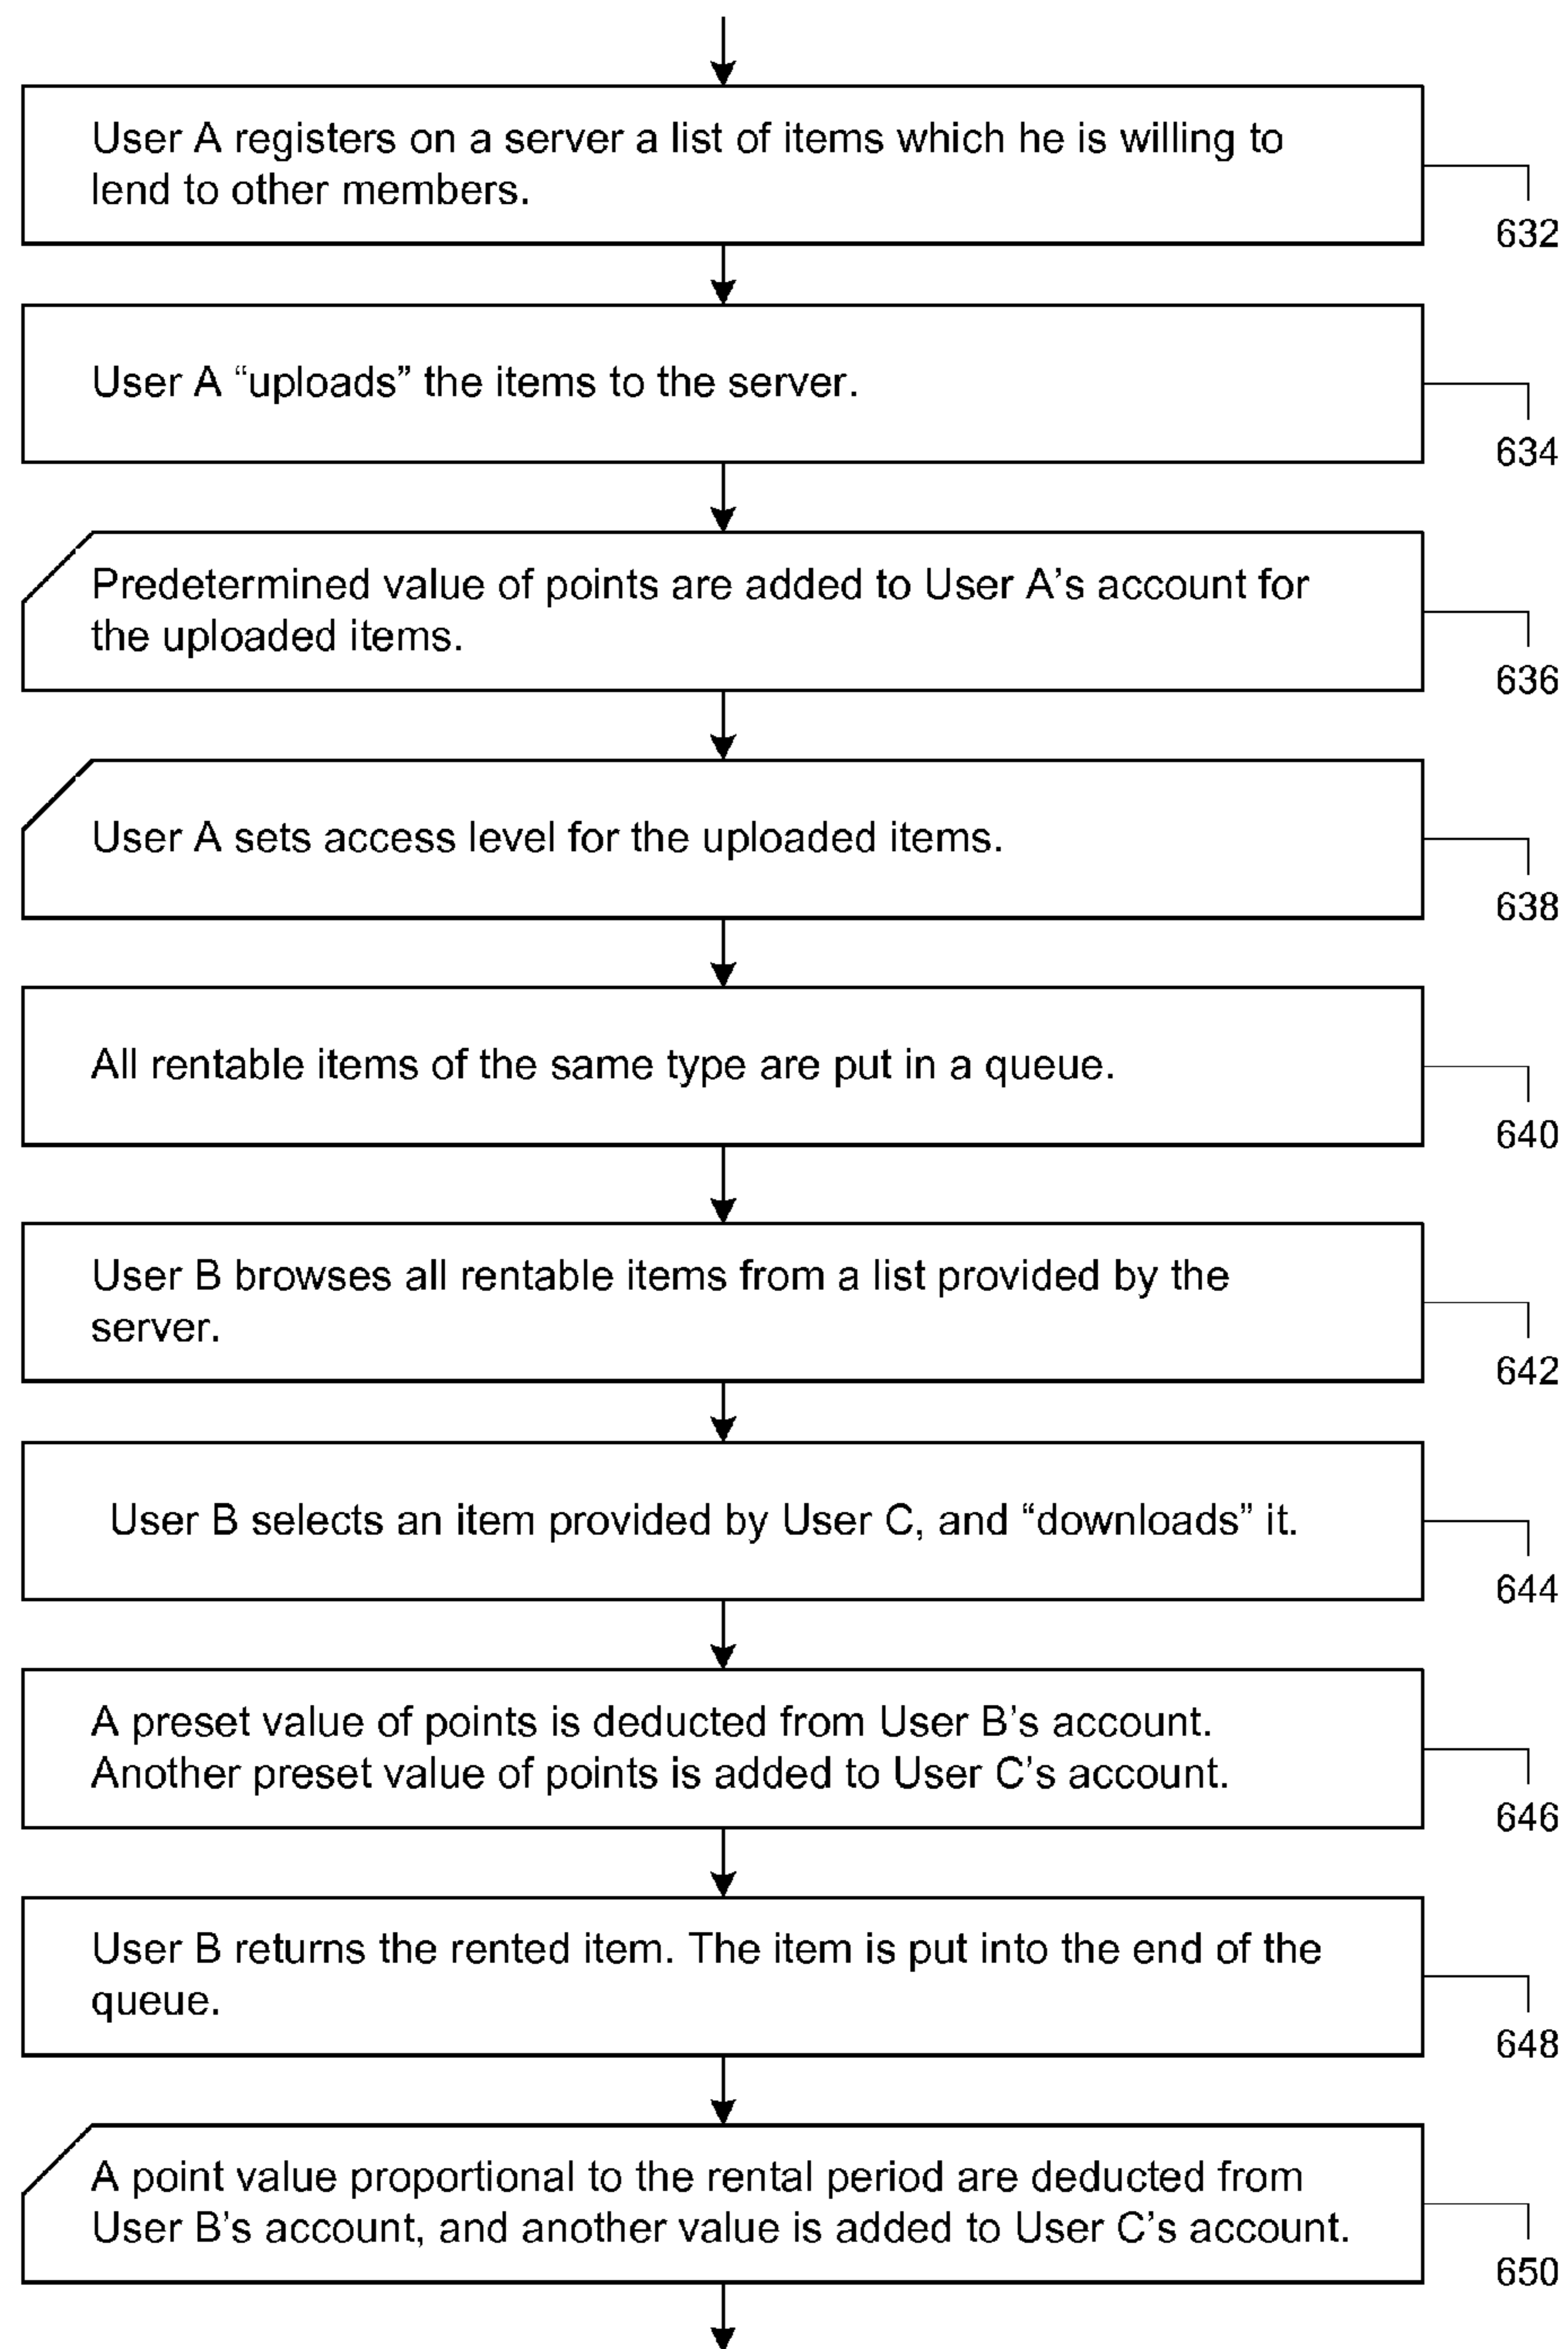 User A registers on a server a list of items which he is willing to
lend to other members.
632
User A “uploads” the items to the server.
634
Predetermined value of points are added to User A’s account for
the uploaded items.
636
User A sets access level for the uploaded items.
638
All rentable items of the same type are put in a queue.
640
User B browses all rentable items from a list provided by the
server.
642
User B selects an item provided by User C, and “downloads” it.
644
A preset value of points is deducted from User B’s account.
Another preset value of points is added to User C’s account.
646
User B returns the rented item. The item is put into the end of the
queue.
648
A point value proportional to the rental period are deducted from
User B’s account, and another value is added to User C’s account.
650